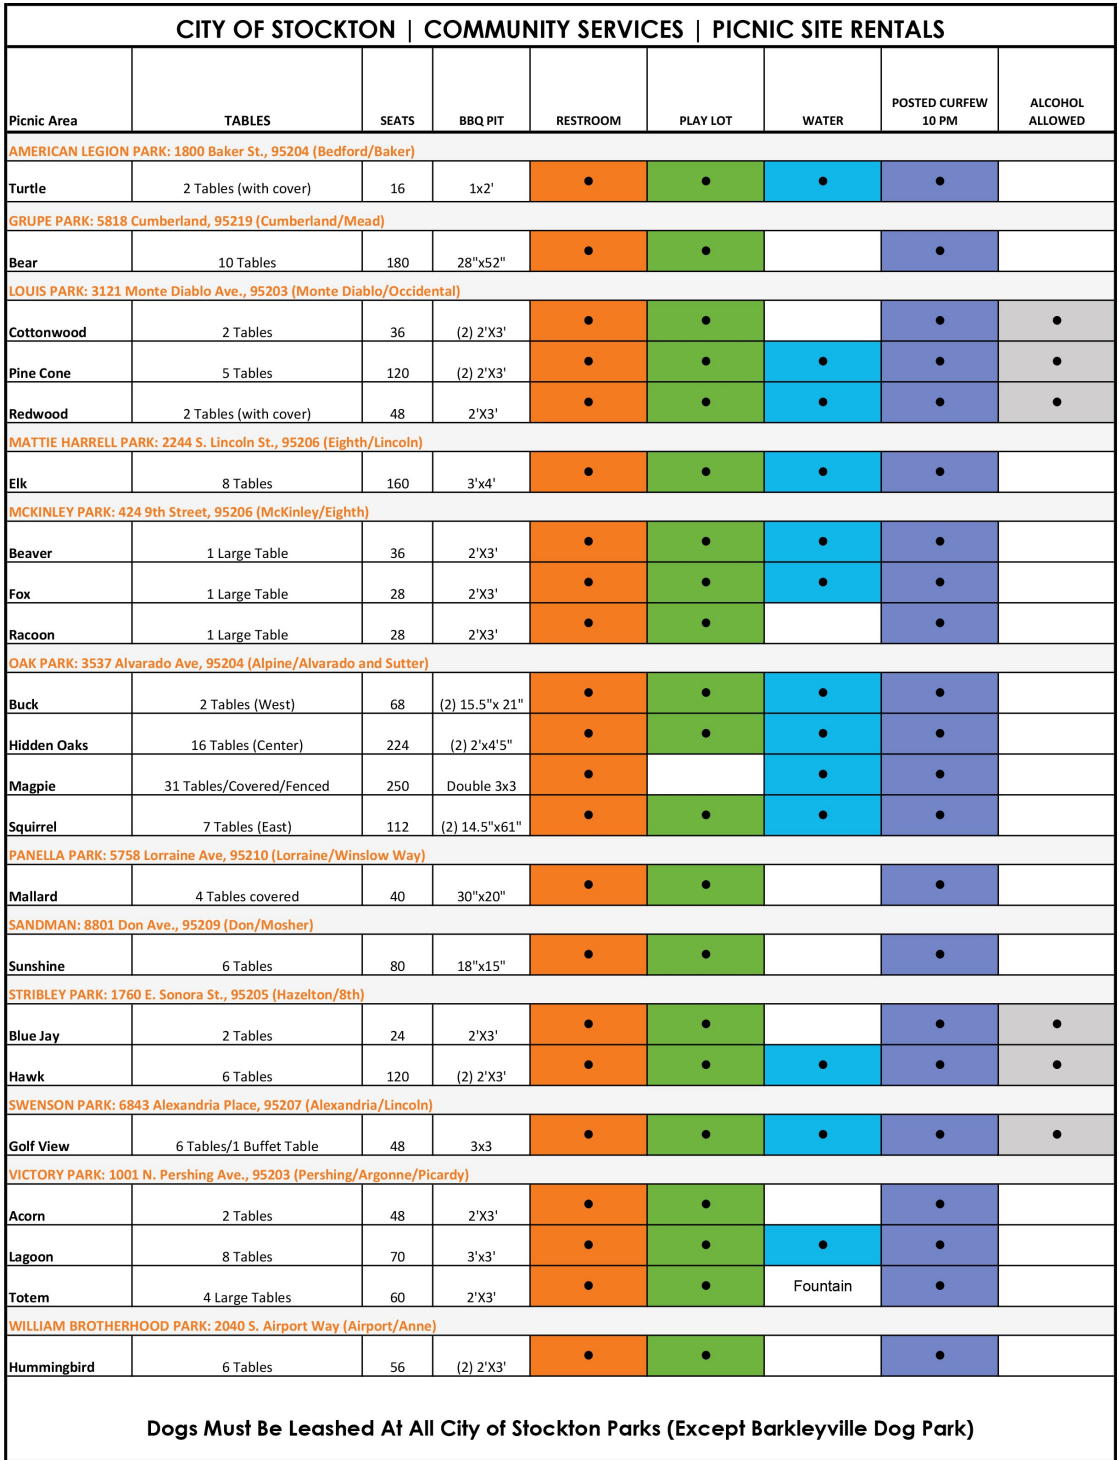 CITY OF STOCKTON | COMMUNITY SERVICES | PICNIC SITE RENTALS
Picnic Area TABLES SEATS BBQ PIT RESTROOM PLAY LOT WATER POSTED CURFEW 10 PM ALCOHOL ALLOWED
AMERICAN LEGION PARK: 1800 Baker St., 95204 (Bedford/Baker)
Turtle 2 Tables (with cover) 16 1x2' ● ● ● ●
GRUPE PARK: 5818 Cumberland, 95219 (Cumberland/Mead)
Bear 10 Tables 180 28"x52" ● ● ●
LOUIS PARK: 3121 Monte Diablo Ave., 95203 (Monte Diablo/Occidental)
Cottonwood 2 Tables 36 (2) 2'X3' ● ● ● ●
Pine Cone 5 Tables 120 (2) 2'X3' ● ● ● ● ●
Redwood 2 Tables (with cover) 48 2'X3' ● ● ● ● ●
MATTIE HARRELL PARK: 2244 S. Lincoln St., 95206 (Eighth/Lincoln)
Elk 8 Tables 160 3'x4' ● ● ● ●
MCKINLEY PARK: 424 9th Street, 95206 (McKinley/Eighth)
Beaver 1 Large Table 36 2'X3' ● ● ● ●
Fox 1 Large Table 28 2'X3' ● ● ● ●
Racoon 1 Large Table 28 2'X3' ● ● ●
OAK PARK: 3537 Alvarado Ave, 95204 (Alpine/Alvarado and Sutter)
Buck 2 Tables (West) 68 (2) 15.5"x 21" ● ● ● ●
Hidden Oaks 16 Tables (Center) 224 (2) 2'x4'5" ● ● ● ●
Magpie 31 Tables/Covered/Fenced 250 Double 3x3 ● ● ●
Squirrel 7 Tables (East) 112 (2) 14.5"x61" ● ● ● ●
PANELLA PARK: 5758 Lorraine Ave, 95210 (Lorraine/Winslow Way)
Mallard 4 Tables covered 40 30"x20" ● ● ●
SANDMAN: 8801 Don Ave., 95209 (Don/Mosher)
Sunshine 6 Tables 80 18"x15" ● ● ●
STRIBLEY PARK: 1760 E. Sonora St., 95205 (Hazelton/8th)
Blue Jay 2 Tables 24 2'X3' ● ● ● ●
Hawk 6 Tables 120 (2) 2'X3' ● ● ● ● ●
SWENSON PARK: 6843 Alexandria Place, 95207 (Alexandria/Lincoln)
Golf View 6 Tables/1 Buffet Table 48 3x3 ● ● ● ● ●
VICTORY PARK: 1001 N. Pershing Ave., 95203 (Pershing/Argonne/Picardy)
Acorn 2 Tables 48 2'X3' ● ● ●
Lagoon 8 Tables 70 3'x3' ● ● ● ●
Totem 4 Large Tables 60 2'X3' ● ● Fountain ●
WILLIAM BROTHERHOOD PARK: 2040 S. Airport Way (Airport/Anne)
Hummingbird 6 Tables 56 (2) 2'X3' ● ● ●
Dogs Must Be Leashed At All City of Stockton Parks (Except Barkleyville Dog Park)